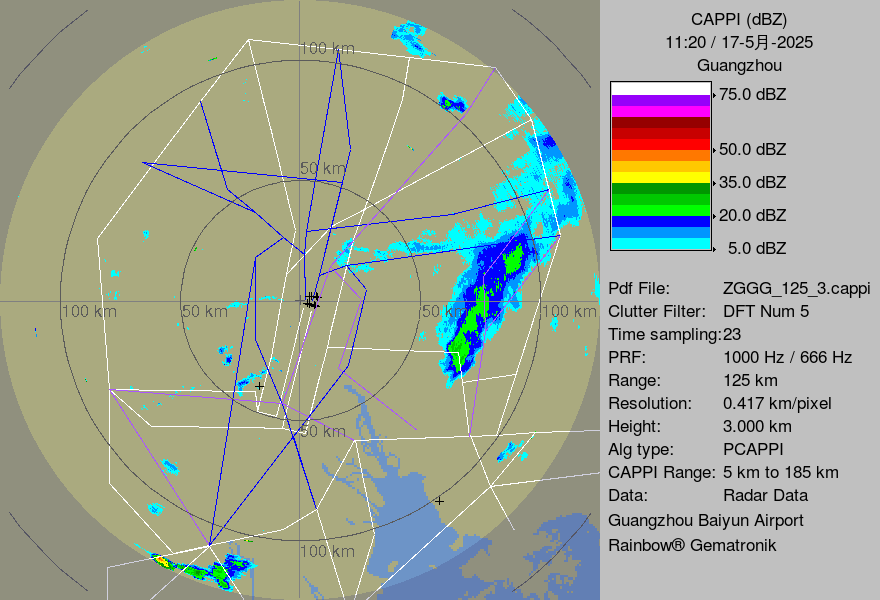 CAPPI (dBZ)
11:20 / 17-5月-2025
Guangzhou
75.0 dBZ
50.0 dBZ
35.0 dBZ
20.0 dBZ
5.0 dBZ
Pdf File: ZGGG_125_3.cappi
Clutter Filter: DFT Num 5
Time sampling:23
PRF: 1000 Hz / 666 Hz
Range: 125 km
Resolution: 0.417 km/pixel
Height: 3.000 km
Alg type: PCAPPI
CAPPI Range: 5 km to 185 km
Data: Radar Data
Guangzhou Baiyun Airport
Rainbow® Gematronik
100 km
50 km
100 km
50 km
50 km
100 km
50 km
100 km